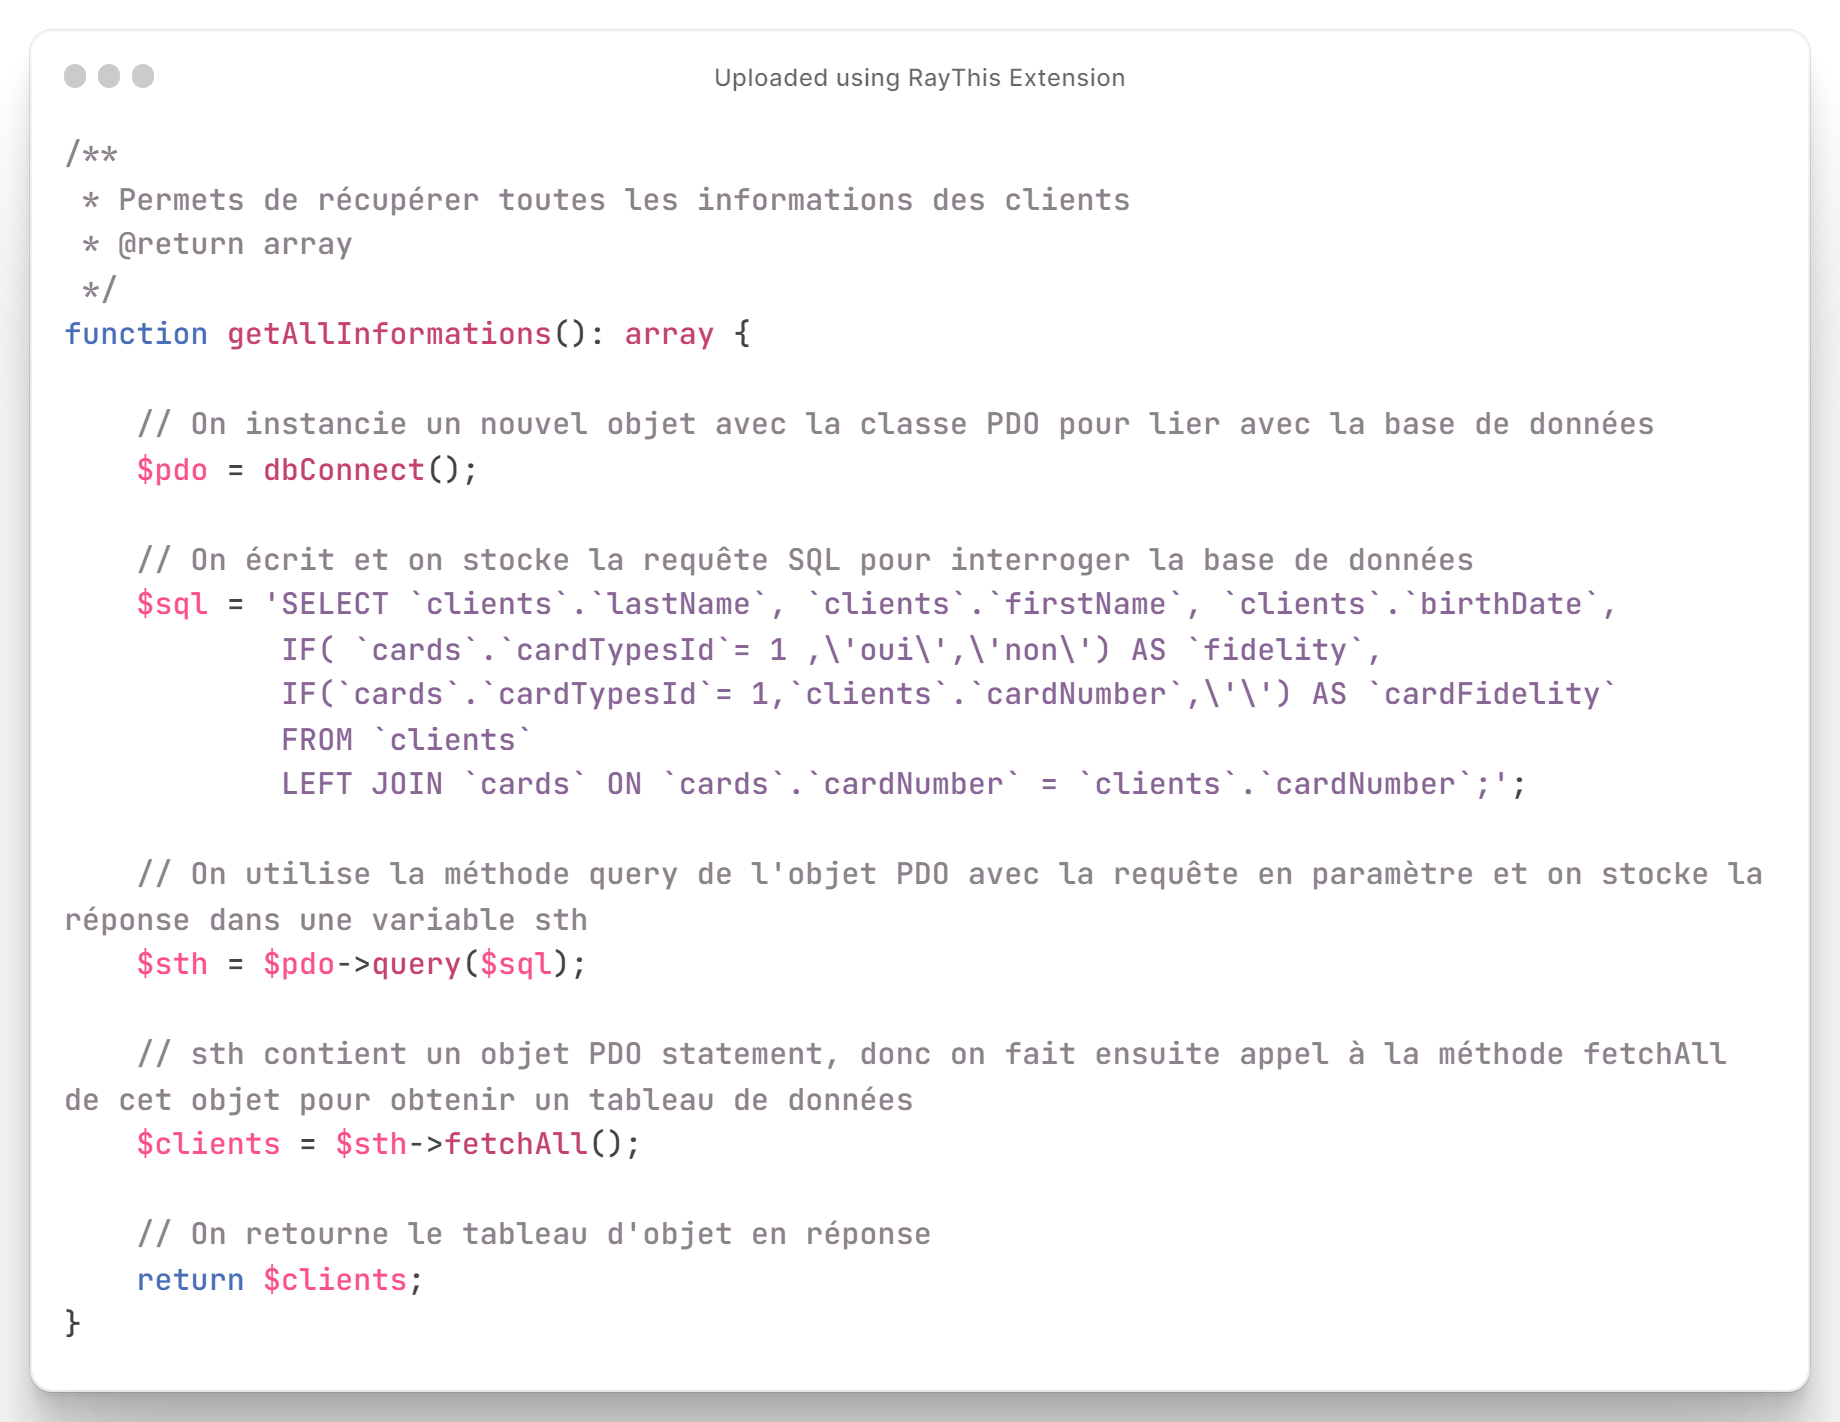 Uploaded using RayThis Extension
/**
 * Permets de récupérer toutes les informations des clients
 * @return array
 */
function getAllInformations(): array {
    // On instancie un nouvel objet avec la classe PDO pour lier avec la base de données
    $pdo = dbConnect();
    // On écrit et on stocke la requête SQL pour interroger la base de données
    $sql = 'SELECT `clients`.`lastName`, `clients`.`firstName`, `clients`.`birthDate`,
            IF( `cards`.`cardTypesId`= 1 ,\'oui\',\'non\') AS `fidelity`,
            IF(`cards`.`cardTypesId`= 1,`clients`.`cardNumber`,\'\') AS `cardFidelity`
            FROM `clients`
            LEFT JOIN `cards` ON `cards`.`cardNumber` = `clients`.`cardNumber`;';
    // On utilise la méthode query de l'objet PDO avec la requête en paramètre et on stocke la
réponse dans une variable sth
    $sth = $pdo->query($sql);
    // sth contient un objet PDO statement, donc on fait ensuite appel à la méthode fetchAll
de cet objet pour obtenir un tableau de données
    $clients = $sth->fetchAll();
    // On retourne le tableau d'objet en réponse
    return $clients;
}